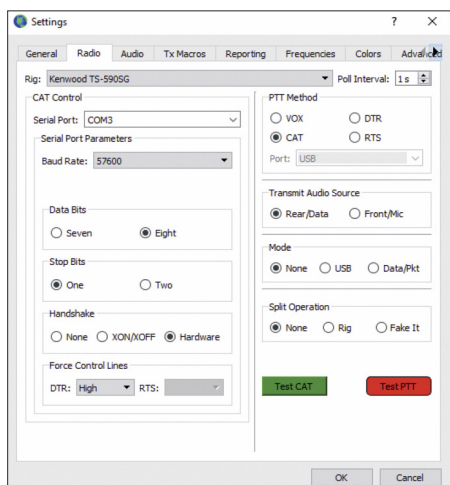 Settings ? ×
General Radio Audio Tx Macros Reporting Frequencies Colors Advanced
Rig: Kenwood TS-590SG Poll Interval: 1 s
CAT Control
Serial Port: COM3
Serial Port Parameters
Baud Rate: 57600
Data Bits
Seven Eight
Stop Bits
One Two
Handshake
None XON/XOFF Hardware
Force Control Lines
DTR: High RTS:
PTT Method
VOX DTR
CAT RTS
Port: USB
Transmit Audio Source
Rear/Data Front/Mic
Mode
None USB Data/Pkt
Split Operation
None Rig Fake It
Test CAT Test PTT
OK Cancel